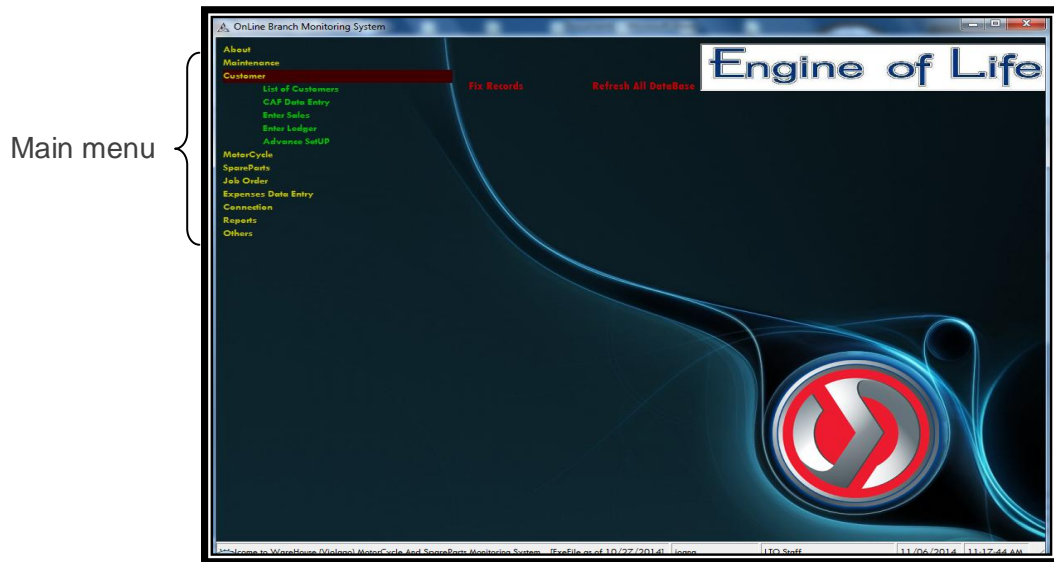 OnLine Branch Monitoring System
Engine of Life
About
Maintenance
Customer
List of Customers
CAF Data Entry
Enter Sales
Enter Ledger
Advance SetUP
MotorCycle
SpareParts
Job Order
Expenses Data Entry
Connection
Reports
Others
Fix Records Refresh All DataBase
Main menu
Welcome to WareHouse (Violago) MotorCycle And SpareParts Monitoring System [ExeFile as of 10/27/2014] joana LTO Staff 11/06/2014 11:17:44 AM